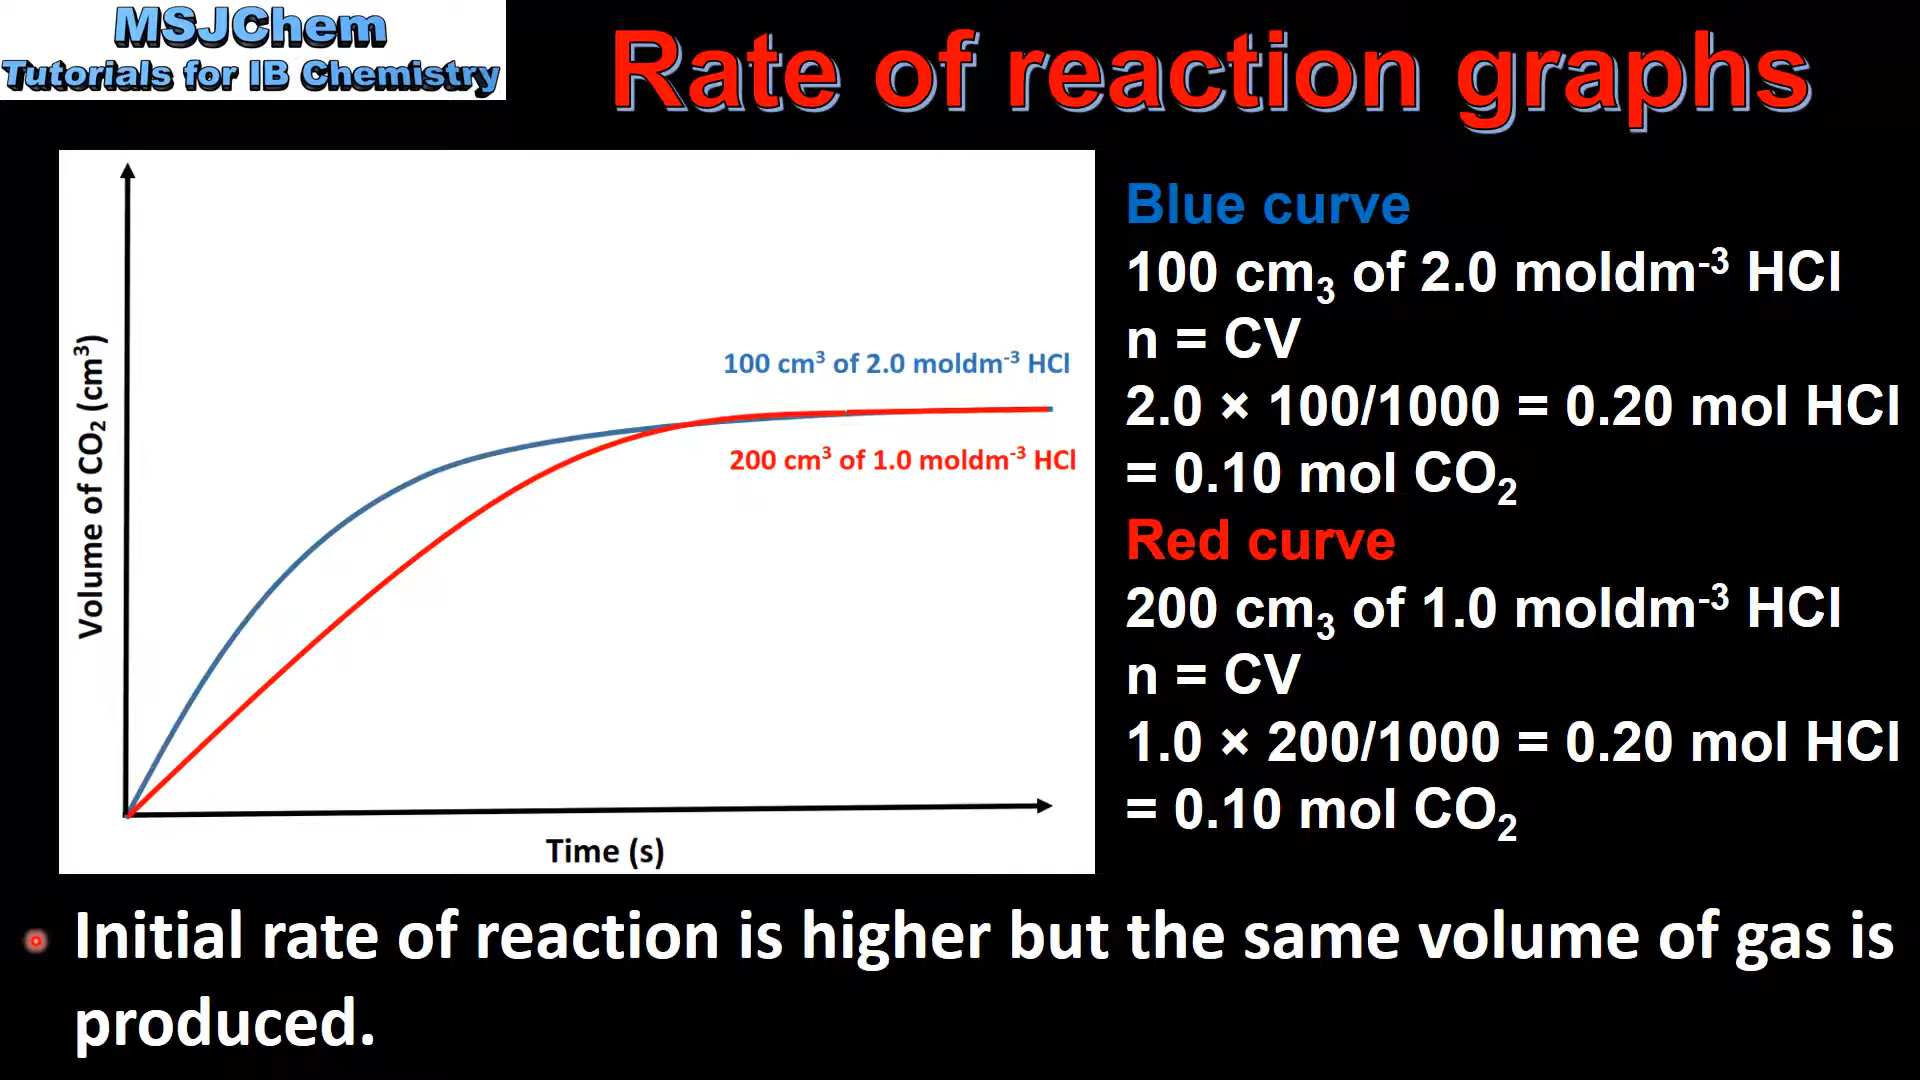 MSJChem
Tutorials for IB Chemistry
Rate of reaction graphs
Volume of CO₂ (cm³)
100 cm³ of 2.0 moldm⁻³ HCl
200 cm³ of 1.0 moldm⁻³ HCl
Time (s)
Blue curve
100 cm₃ of 2.0 moldm⁻³ HCl
n = CV
2.0 × 100/1000 = 0.20 mol HCl
= 0.10 mol CO₂
Red curve
200 cm₃ of 1.0 moldm⁻³ HCl
n = CV
1.0 × 200/1000 = 0.20 mol HCl
= 0.10 mol CO₂
Initial rate of reaction is higher but the same volume of gas is
produced.